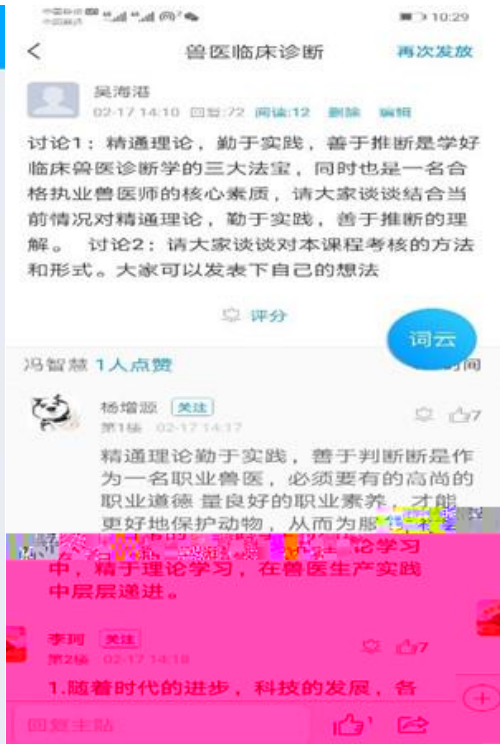 10:29
兽医临床诊断
再次发放
吴海港
02-17 14:10 回复:72 阅读:12 删除 编辑
讨论1：精通理论，勤于实践，善于推断是学好
临床兽医诊断学的三大法宝，同时也是一名合
格执业兽医师的核心素质，请大家谈谈结合当
前情况对精通理论，勤于实践，善于推断的理
解。 讨论2：请大家谈谈对本课程考核的方法
和形式。大家可以发表下自己的想法
评分
词云
冯智慧 1人点赞
时间
杨增源 关注
7
第1楼 02-17 14:17
精通理论勤于实践，善于判断断是作
为一名职业兽医，必须要有的高尚的
职业道德 量良好的职业素养，才能
更好地保护动物，从而为服
论学习
中，精于理论学习，在兽医生产实践
中层层递进。
李珂 关注
7
第2楼 02-17 14:18
1.随着时代的进步，科技的发展，各
回复主贴